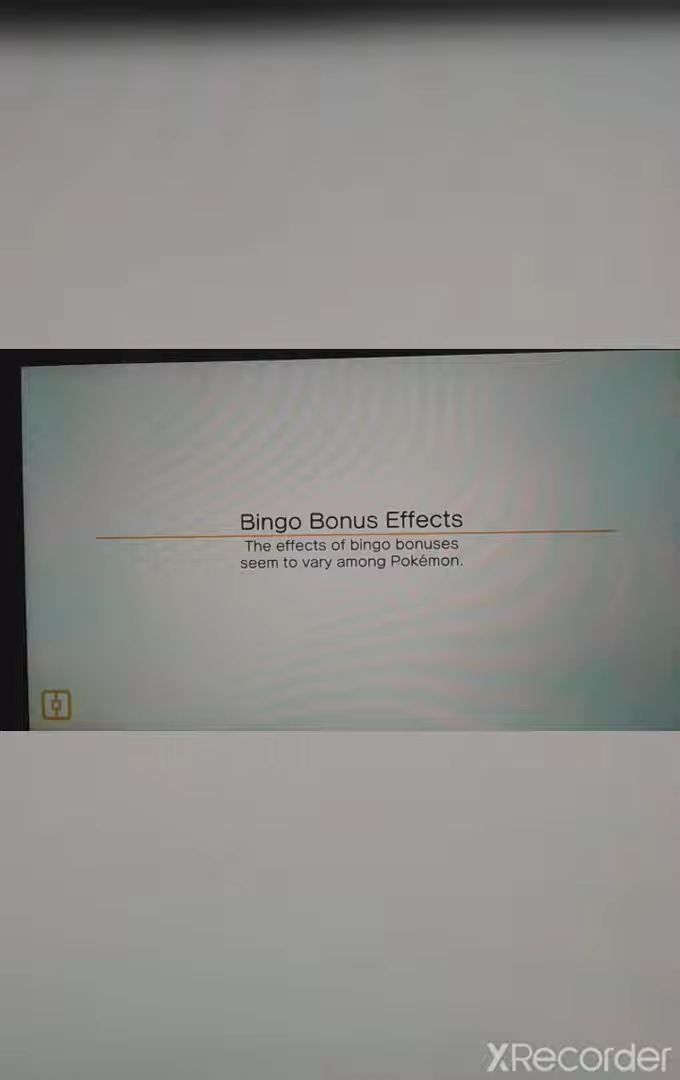 Bingo Bonus Effects
The effects of bingo bonuses
seem to vary among Pokémon.
XRecorder